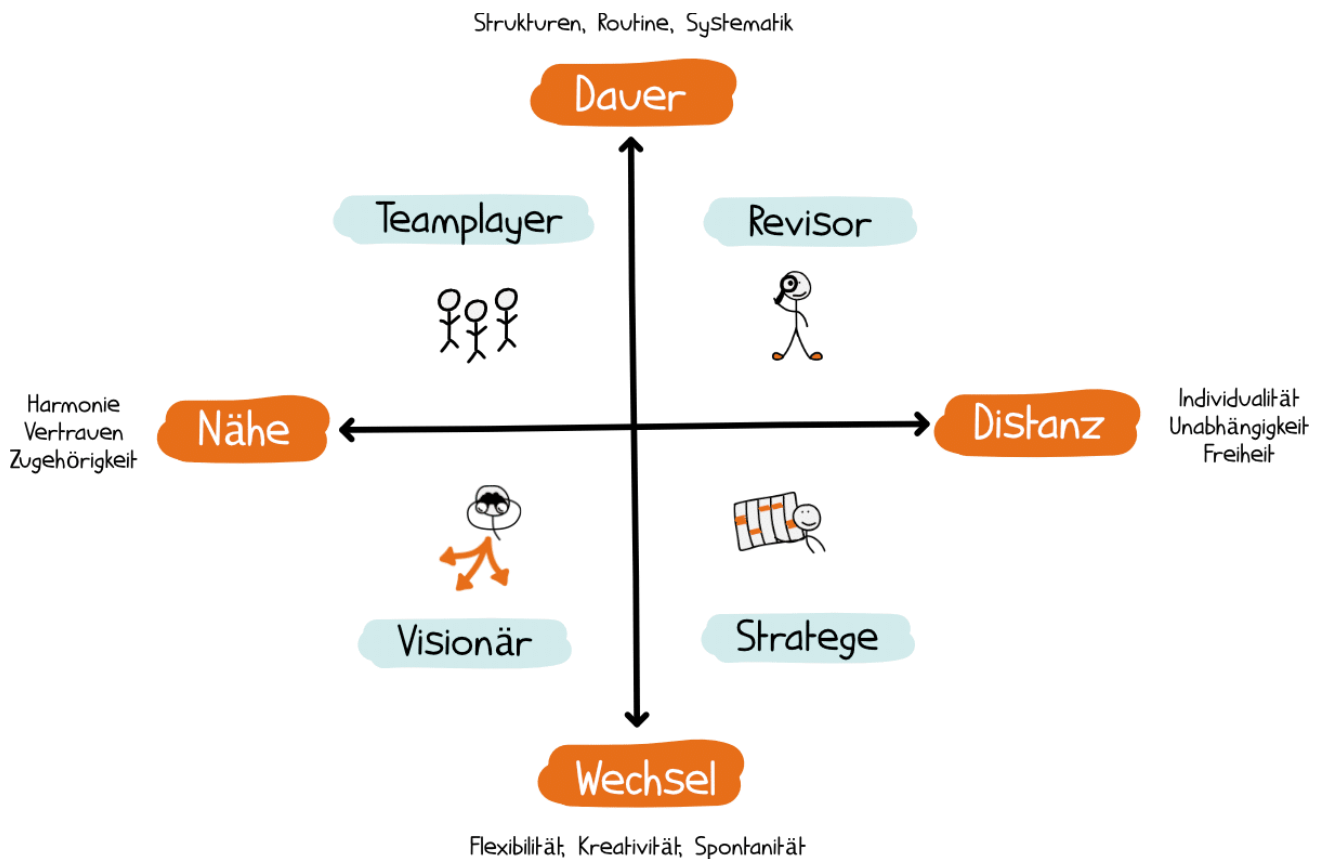 Strukturen, Routine, Systematik
Dauer
Teamplayer
Revisor
Harmonie
Vertrauen
Zugehörigkeit
Nähe
Distanz
Individualität
Unabhängigkeit
Freiheit
Visionär
Stratege
Wechsel
Flexibilität, Kreativität, Spontanität